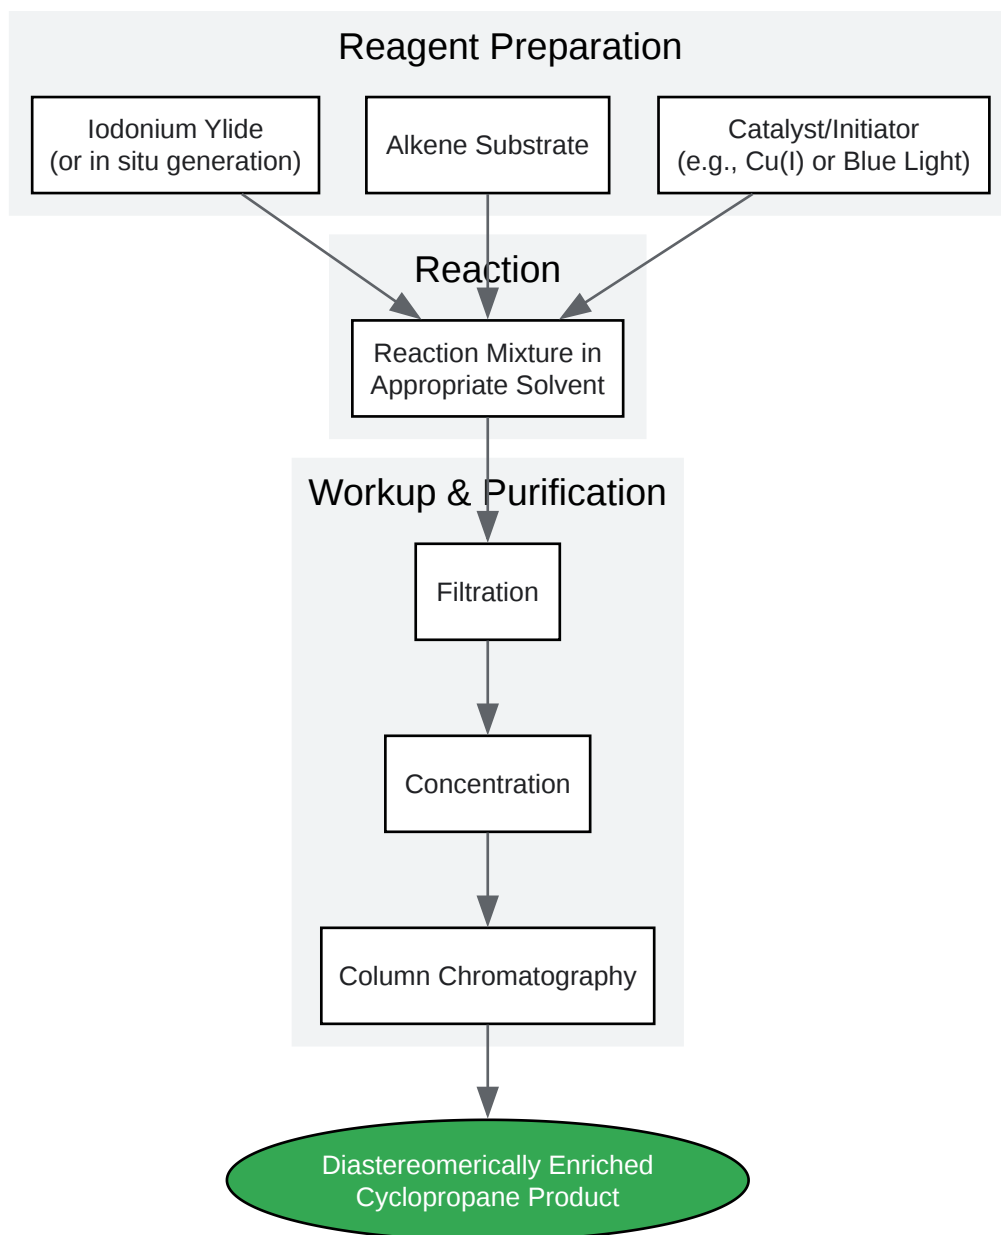 Reagent Preparation
Iodonium Ylide
(or in situ generation)
Alkene Substrate
Catalyst/Initiator
(e.g., Cu(I) or Blue Light)
Reaction
Reaction Mixture in
Appropriate Solvent
Workup & Purification
Filtration
Concentration
Column Chromatography
Diastereomerically Enriched
Cyclopropane Product